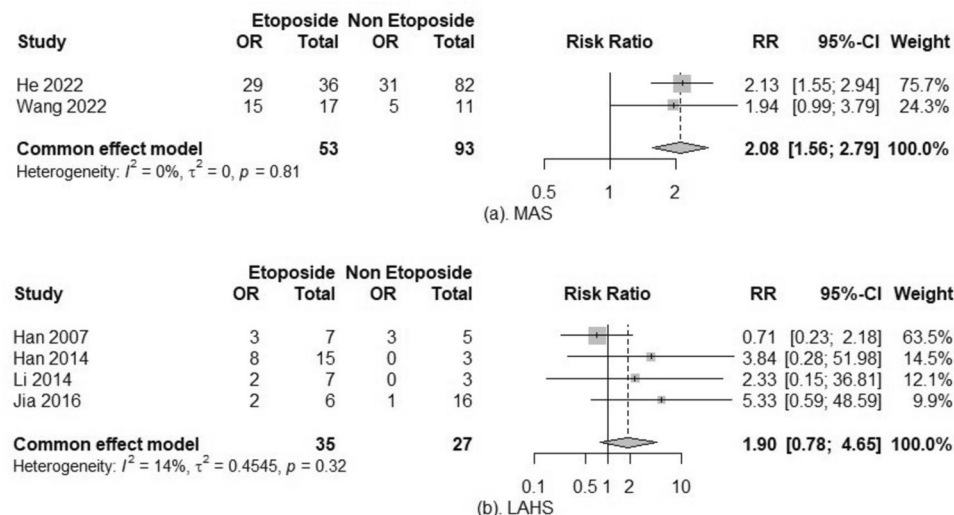 Etoposide Non Etoposide
Study OR Total OR Total Risk Ratio RR 95%-CI Weight
He 2022 29 36 31 82 2.13 [1.55; 2.94] 75.7%
Wang 2022 15 17 5 11 1.94 [0.99; 3.79] 24.3%
Common effect model 53 93 2.08 [1.56; 2.79] 100.0%
Heterogeneity: I² = 0%, τ² = 0, p = 0.81
0.5 1 2
(a). MAS
Etoposide Non Etoposide
Study OR Total OR Total Risk Ratio RR 95%-CI Weight
Han 2007 3 7 3 5 0.71 [0.23; 2.18] 63.5%
Han 2014 8 15 0 3 3.84 [0.28; 51.98] 14.5%
Li 2014 2 7 0 3 2.33 [0.15; 36.81] 12.1%
Jia 2016 2 6 1 16 5.33 [0.59; 48.59] 9.9%
Common effect model 35 27 1.90 [0.78; 4.65] 100.0%
Heterogeneity: I² = 14%, τ² = 0.4545, p = 0.32
0.1 0.5 1 2 10
(b). LAHS